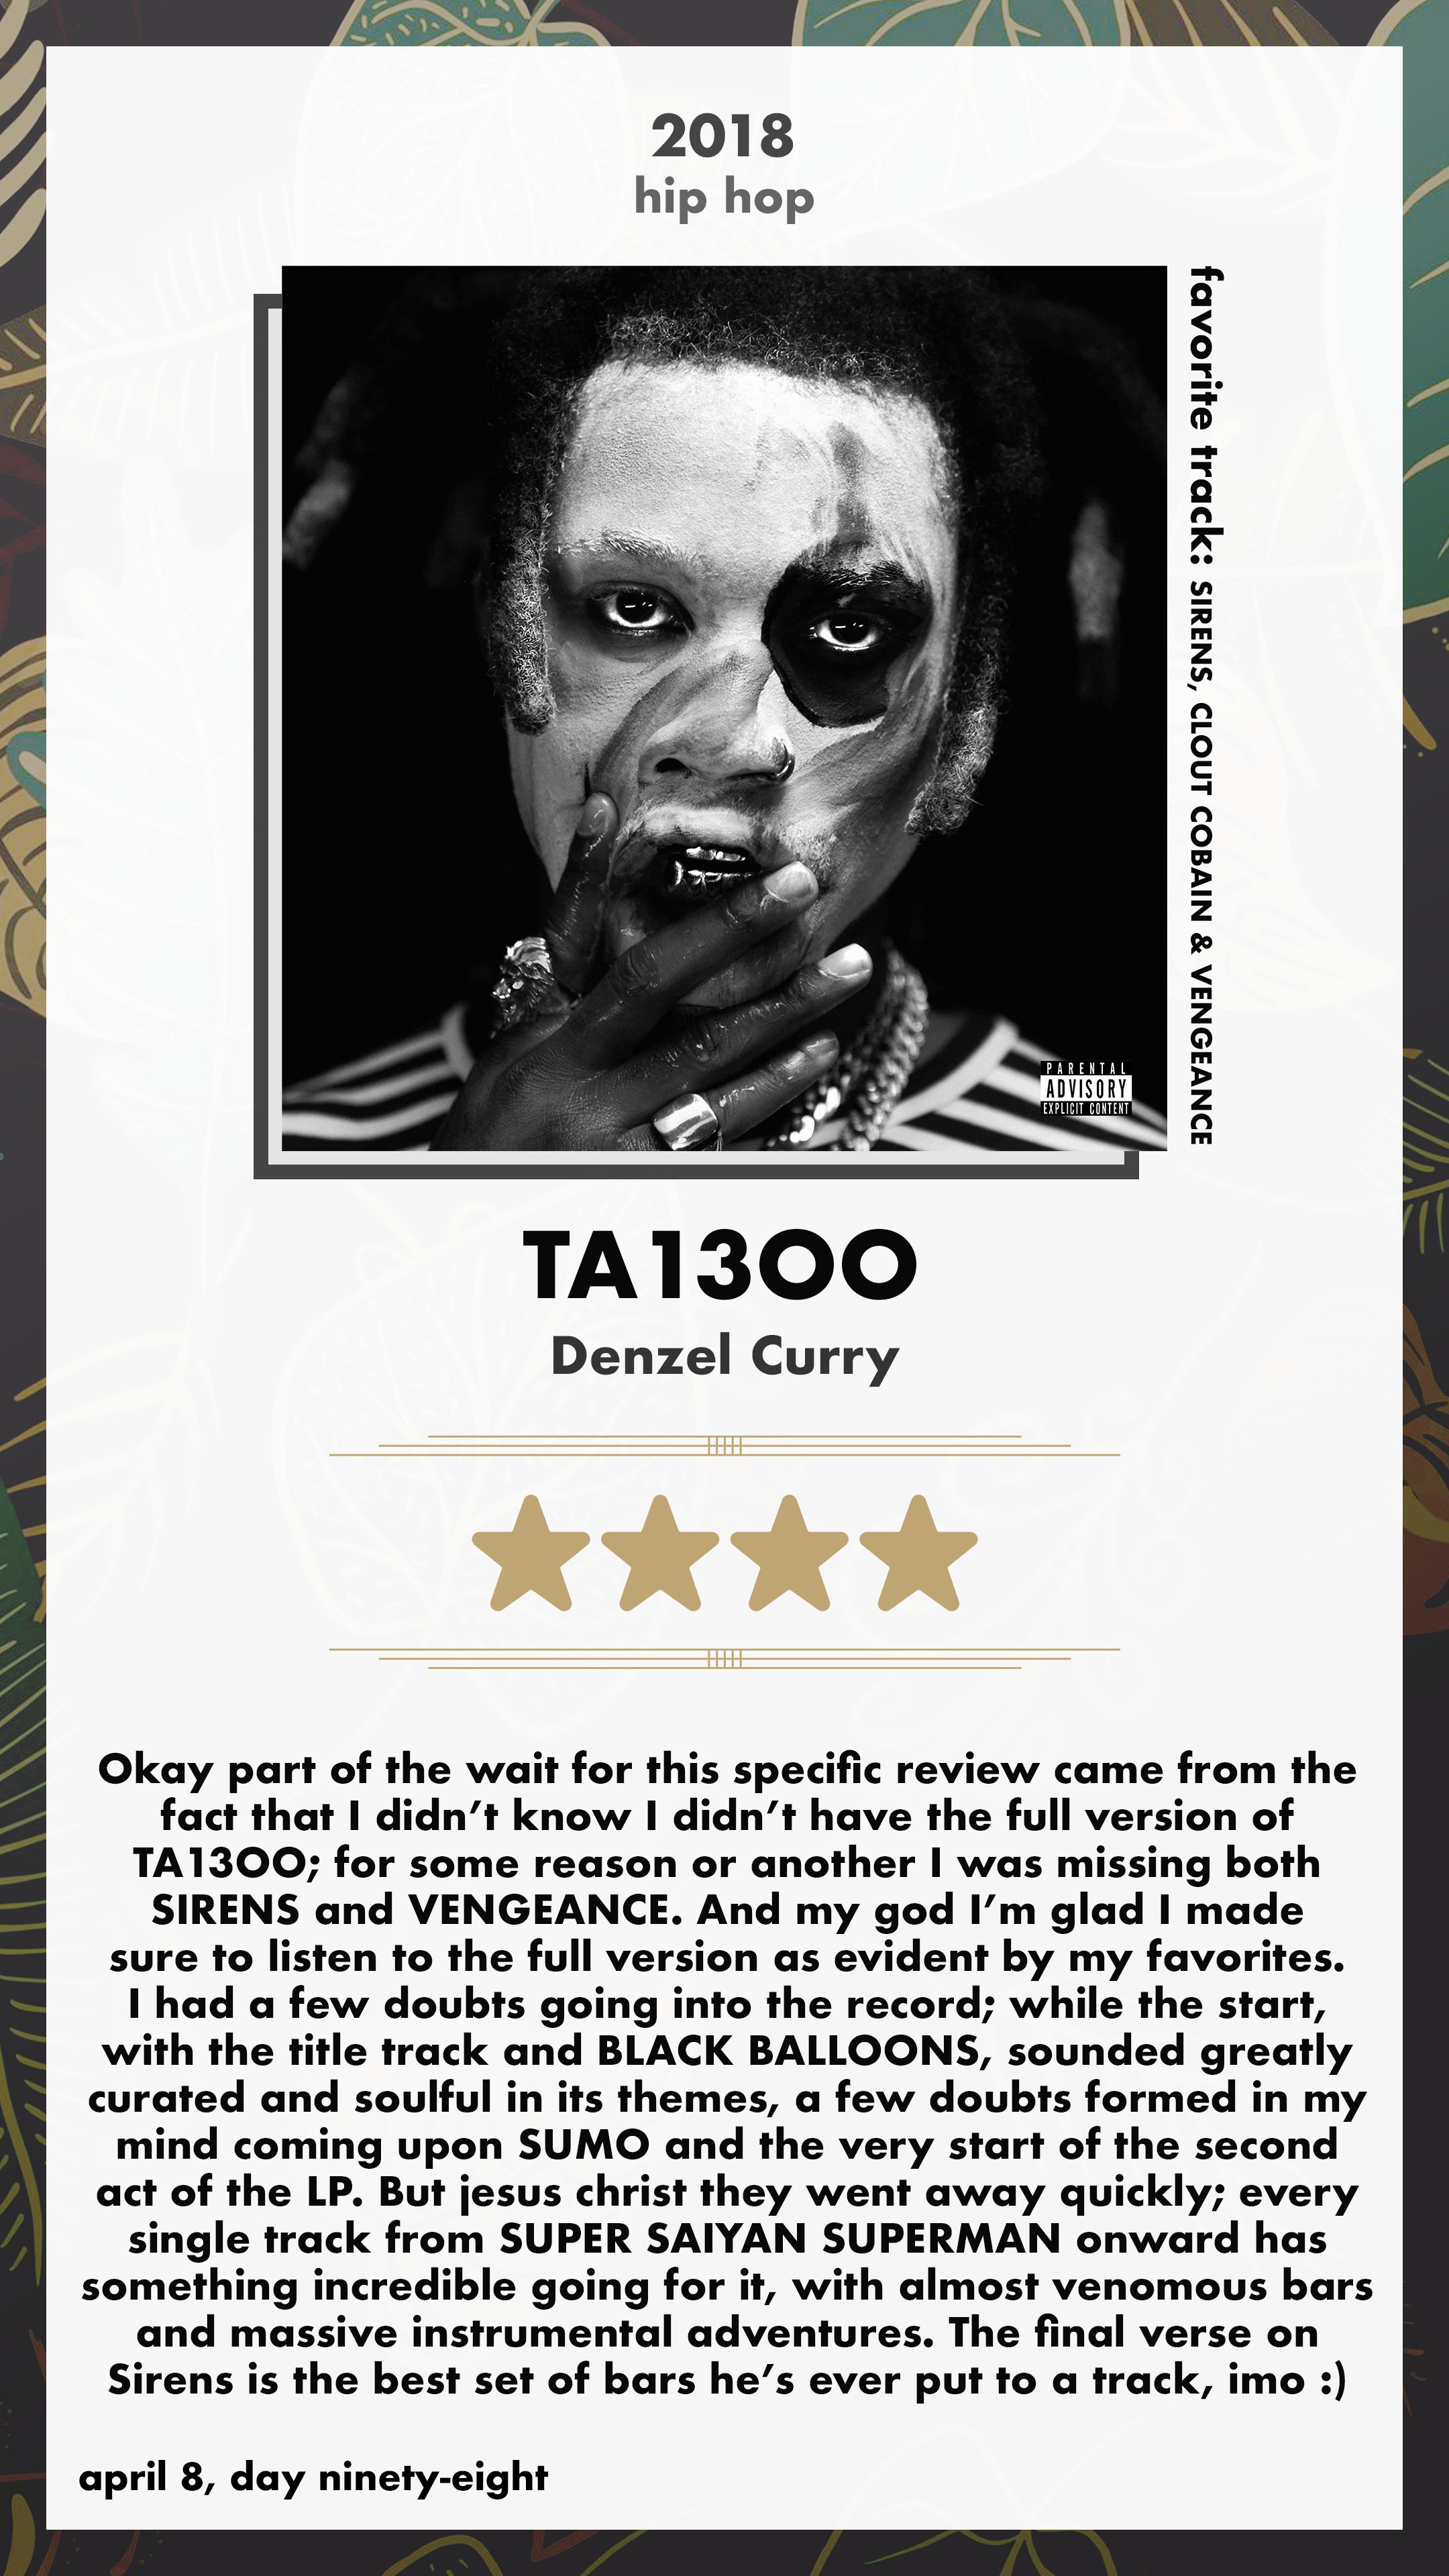 2018
hip hop
favorite track: SIRENS, CLOUT COBAIN & VENGEANCE
PARENTAL
ADVISORY
EXPLICIT CONTENT
TA13OO
Denzel Curry
Okay part of the wait for this specific review came from the
fact that I didn’t know I didn’t have the full version of
TA13OO; for some reason or another I was missing both
SIRENS and VENGEANCE. And my god I’m glad I made
sure to listen to the full version as evident by my favorites.
I had a few doubts going into the record; while the start,
with the title track and BLACK BALLOONS, sounded greatly
curated and soulful in its themes, a few doubts formed in my
mind coming upon SUMO and the very start of the second
act of the LP. But jesus christ they went away quickly; every
single track from SUPER SAIYAN SUPERMAN onward has
something incredible going for it, with almost venomous bars
and massive instrumental adventures. The final verse on
Sirens is the best set of bars he’s ever put to a track, imo :)
april 8, day ninety-eight